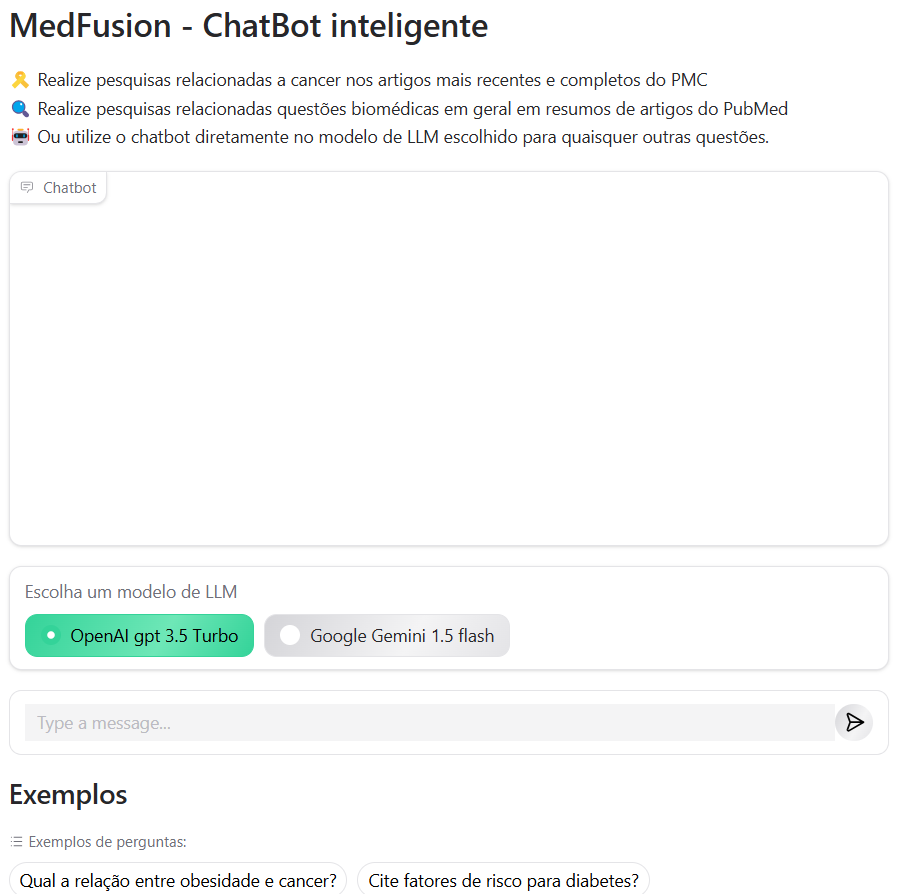 MedFusion - ChatBot inteligente
Realize pesquisas relacionadas a cancer nos artigos mais recentes e completos do PMC
Realize pesquisas relacionadas questões biomédicas em geral em resumos de artigos do PubMed
Ou utilize o chatbot diretamente no modelo de LLM escolhido para quaisquer outras questões.
Chatbot
Escolha um modelo de LLM
OpenAI gpt 3.5 Turbo
Google Gemini 1.5 flash
Type a message...
Exemplos
Exemplos de perguntas:
Qual a relação entre obesidade e cancer?
Cite fatores de risco para diabetes?